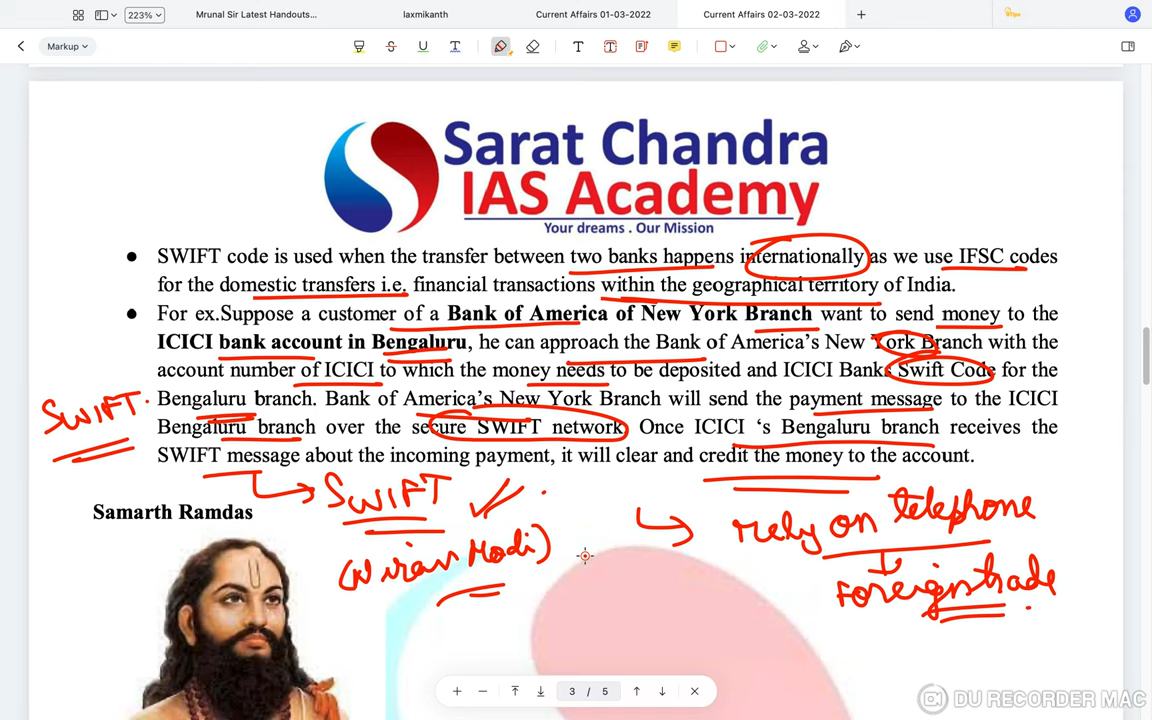 223%
Mrunal Sir Latest Handouts...
laxmikanth
Current Affairs 01-03-2022
Current Affairs 02-03-2022
Markup
Sarat Chandra
IAS Academy
Your dreams . Our Mission
• SWIFT code is used when the transfer between two banks happens internationally as we use IFSC codes
for the domestic transfers i.e. financial transactions within the geographical territory of India.
• For ex.Suppose a customer of a Bank of America of New York Branch want to send money to the
ICICI bank account in Bengaluru, he can approach the Bank of America's New York Branch with the
account number of ICICI to which the money needs to be deposited and ICICI Banks Swift Code for the
Bengaluru branch. Bank of America's New York Branch will send the payment message to the ICICI
SWIFT.
Bengaluru branch over the secure SWIFT network. Once ICICI 's Bengaluru branch receives the
SWIFT message about the incoming payment, it will clear and credit the money to the account.
SWIFT
rely on telephone
Samarth Ramdas
(Nirav Modi)
Foreign trade
3 / 5
DU RECORDER MAC